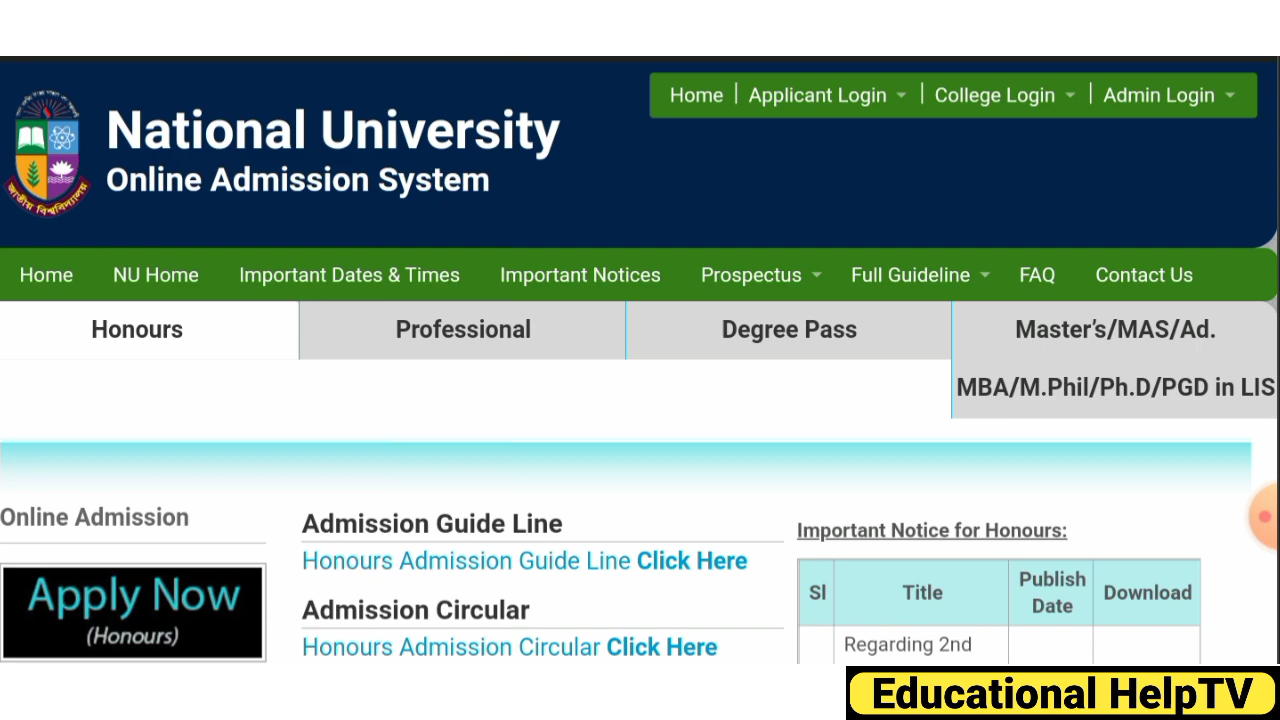 Home | Applicant Login | College Login | Admin Login
National University
Online Admission System
জাতীয় বিশ্ববিদ্যালয়
Home NU Home Important Dates & Times Important Notices Prospectus Full Guideline FAQ Contact Us
Honours Professional Degree Pass Master's/MAS/Ad.
MBA/M.Phil/Ph.D/PGD in LIS
Online Admission
Apply Now
(Honours)
Admission Guide Line
Honours Admission Guide Line Click Here
Admission Circular
Honours Admission Circular Click Here
Important Notice for Honours:
Sl Title Publish Date Download
Regarding 2nd
Educational HelpTV